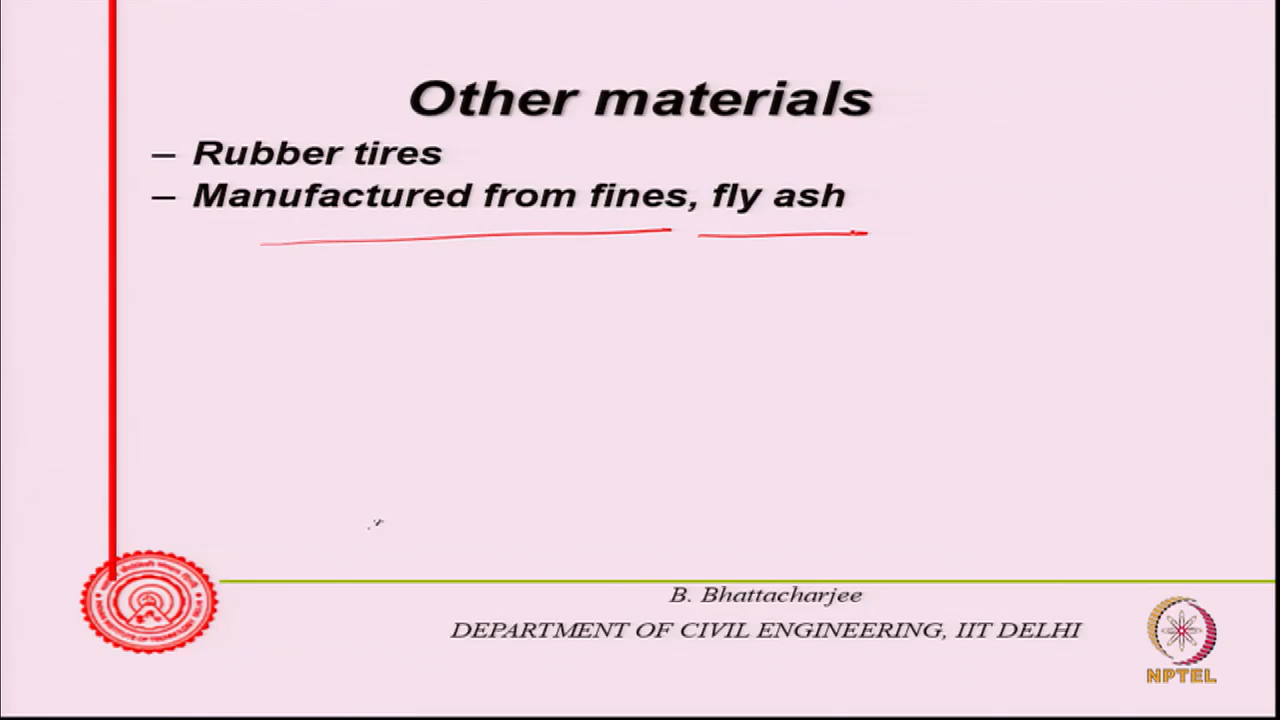 Other materials
– Rubber tires
– Manufactured from fines, fly ash
B. Bhattacharjee
DEPARTMENT OF CIVIL ENGINEERING, IIT DELHI
NPTEL